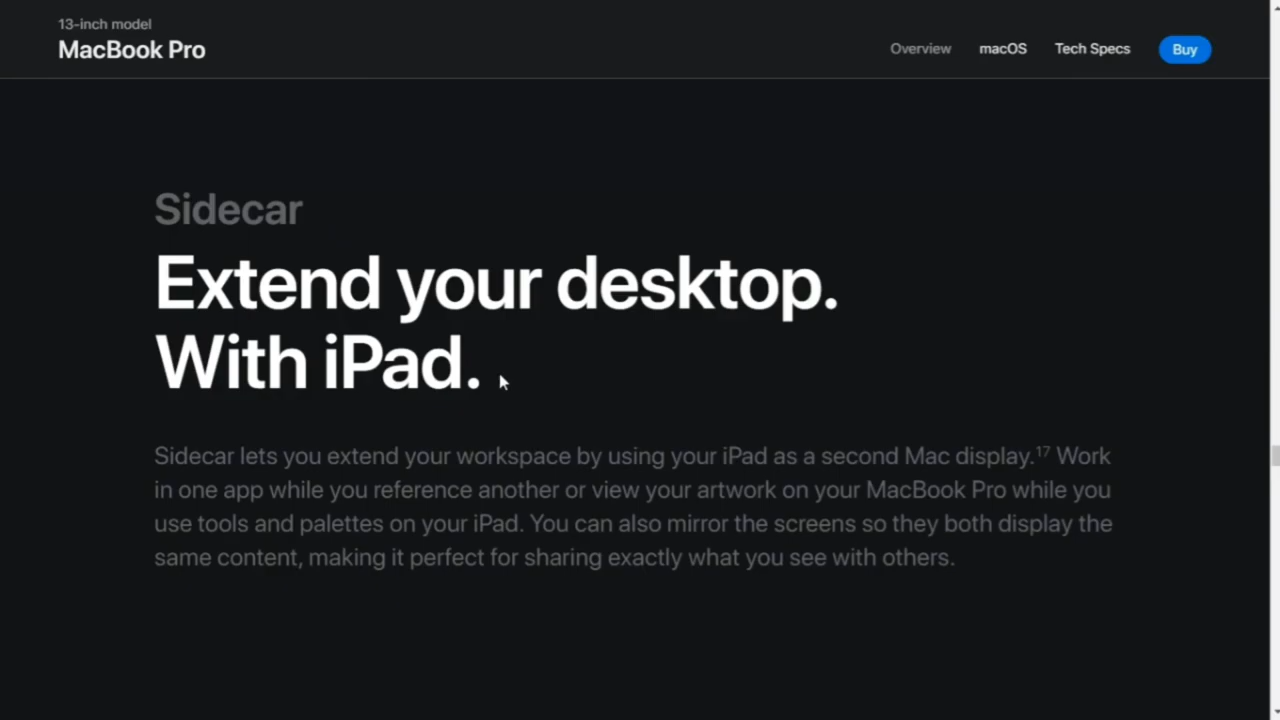 13-inch model
MacBook Pro
Overview macOS Tech Specs Buy
Sidecar
Extend your desktop.
With iPad.
Sidecar lets you extend your workspace by using your iPad as a second Mac display.¹⁷ Work
in one app while you reference another or view your artwork on your MacBook Pro while you
use tools and palettes on your iPad. You can also mirror the screens so they both display the
same content, making it perfect for sharing exactly what you see with others.